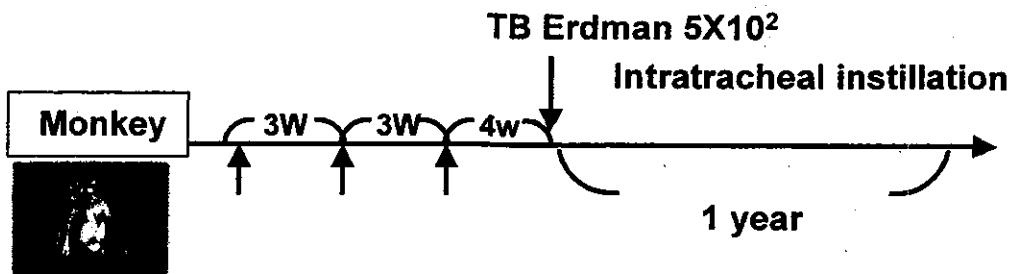 TB Erdman 5X10²
Intratracheal instillation
Monkey
3W 3W 4w
1 year